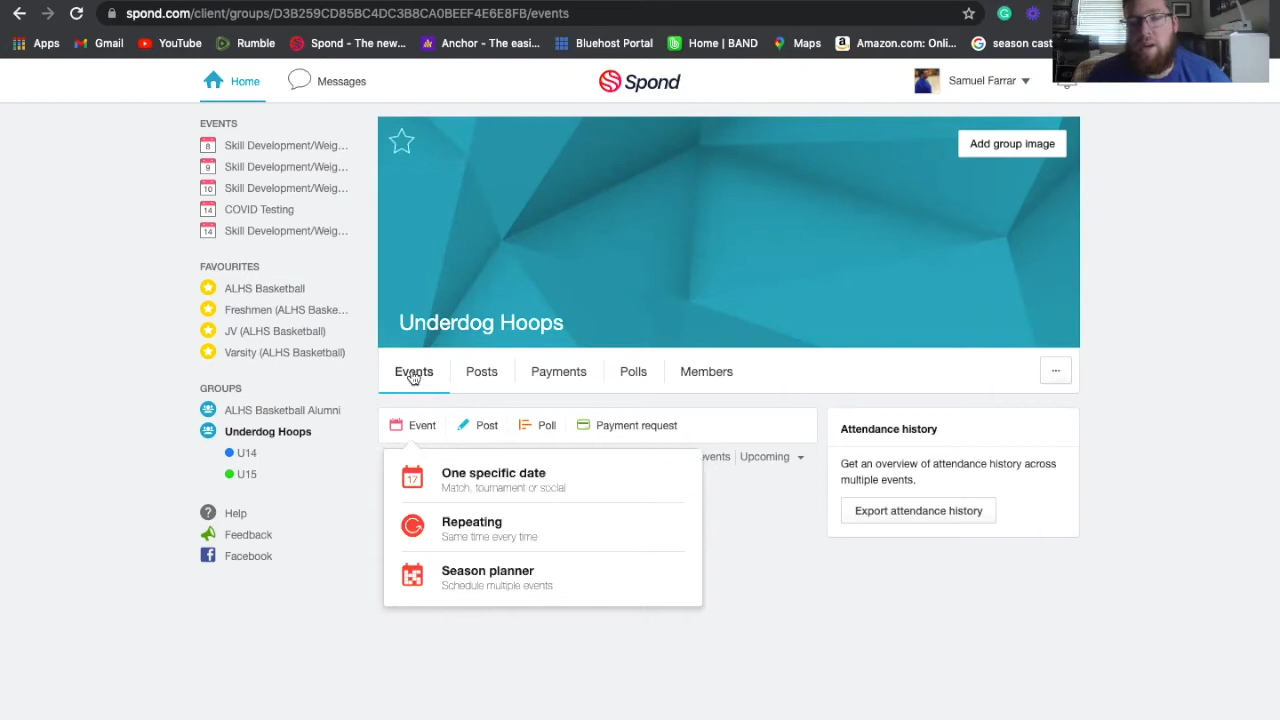 spond.com/client/groups/D3B259CD85BC4DFC3B8CA0BEEF4E6E8FB/events
Apps
Gmail
YouTube
Rumble
Spond -
Anchor - The easi...
Bluehost Portal
Home | BAND
Maps
Amazon.com: Onli...
season cast
Home
Messages
Spond
Samuel Farrar
EVENTS
8 Skill Development/Weig...
9 Skill Development/Weig...
10 Skill Development/Weig...
14 COVID Testing
14 Skill Development/Weig...
FAVOURITES
ALHS Basketball
Freshmen (ALHS Baske...
JV (ALHS Basketball)
Varsity (ALHS Basketball)
GROUPS
ALHS Basketball Alumni
Underdog Hoops
U14
U15
Help
Feedback
Facebook
Add group image
Underdog Hoops
Events
Posts
Payments
Polls
Members
...
Event
Post
Poll
Payment request
events
Upcoming
17
One specific date
Match, tournament or social
Repeating
Same time every time
Season planner
Schedule multiple events
Attendance history
Get an overview of attendance history across
multiple events.
Export attendance history